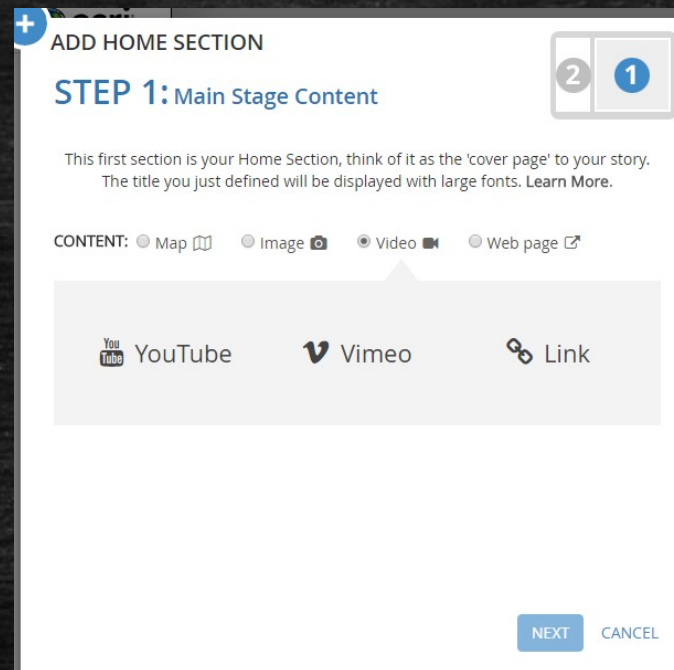 ADD HOME SECTION
STEP 1: Main Stage Content
2 1
This first section is your Home Section, think of it as the 'cover page' to your story.
The title you just defined will be displayed with large fonts. Learn More.
CONTENT: Map Image Video Web page
You Tube YouTube Vimeo Link
NEXT CANCEL